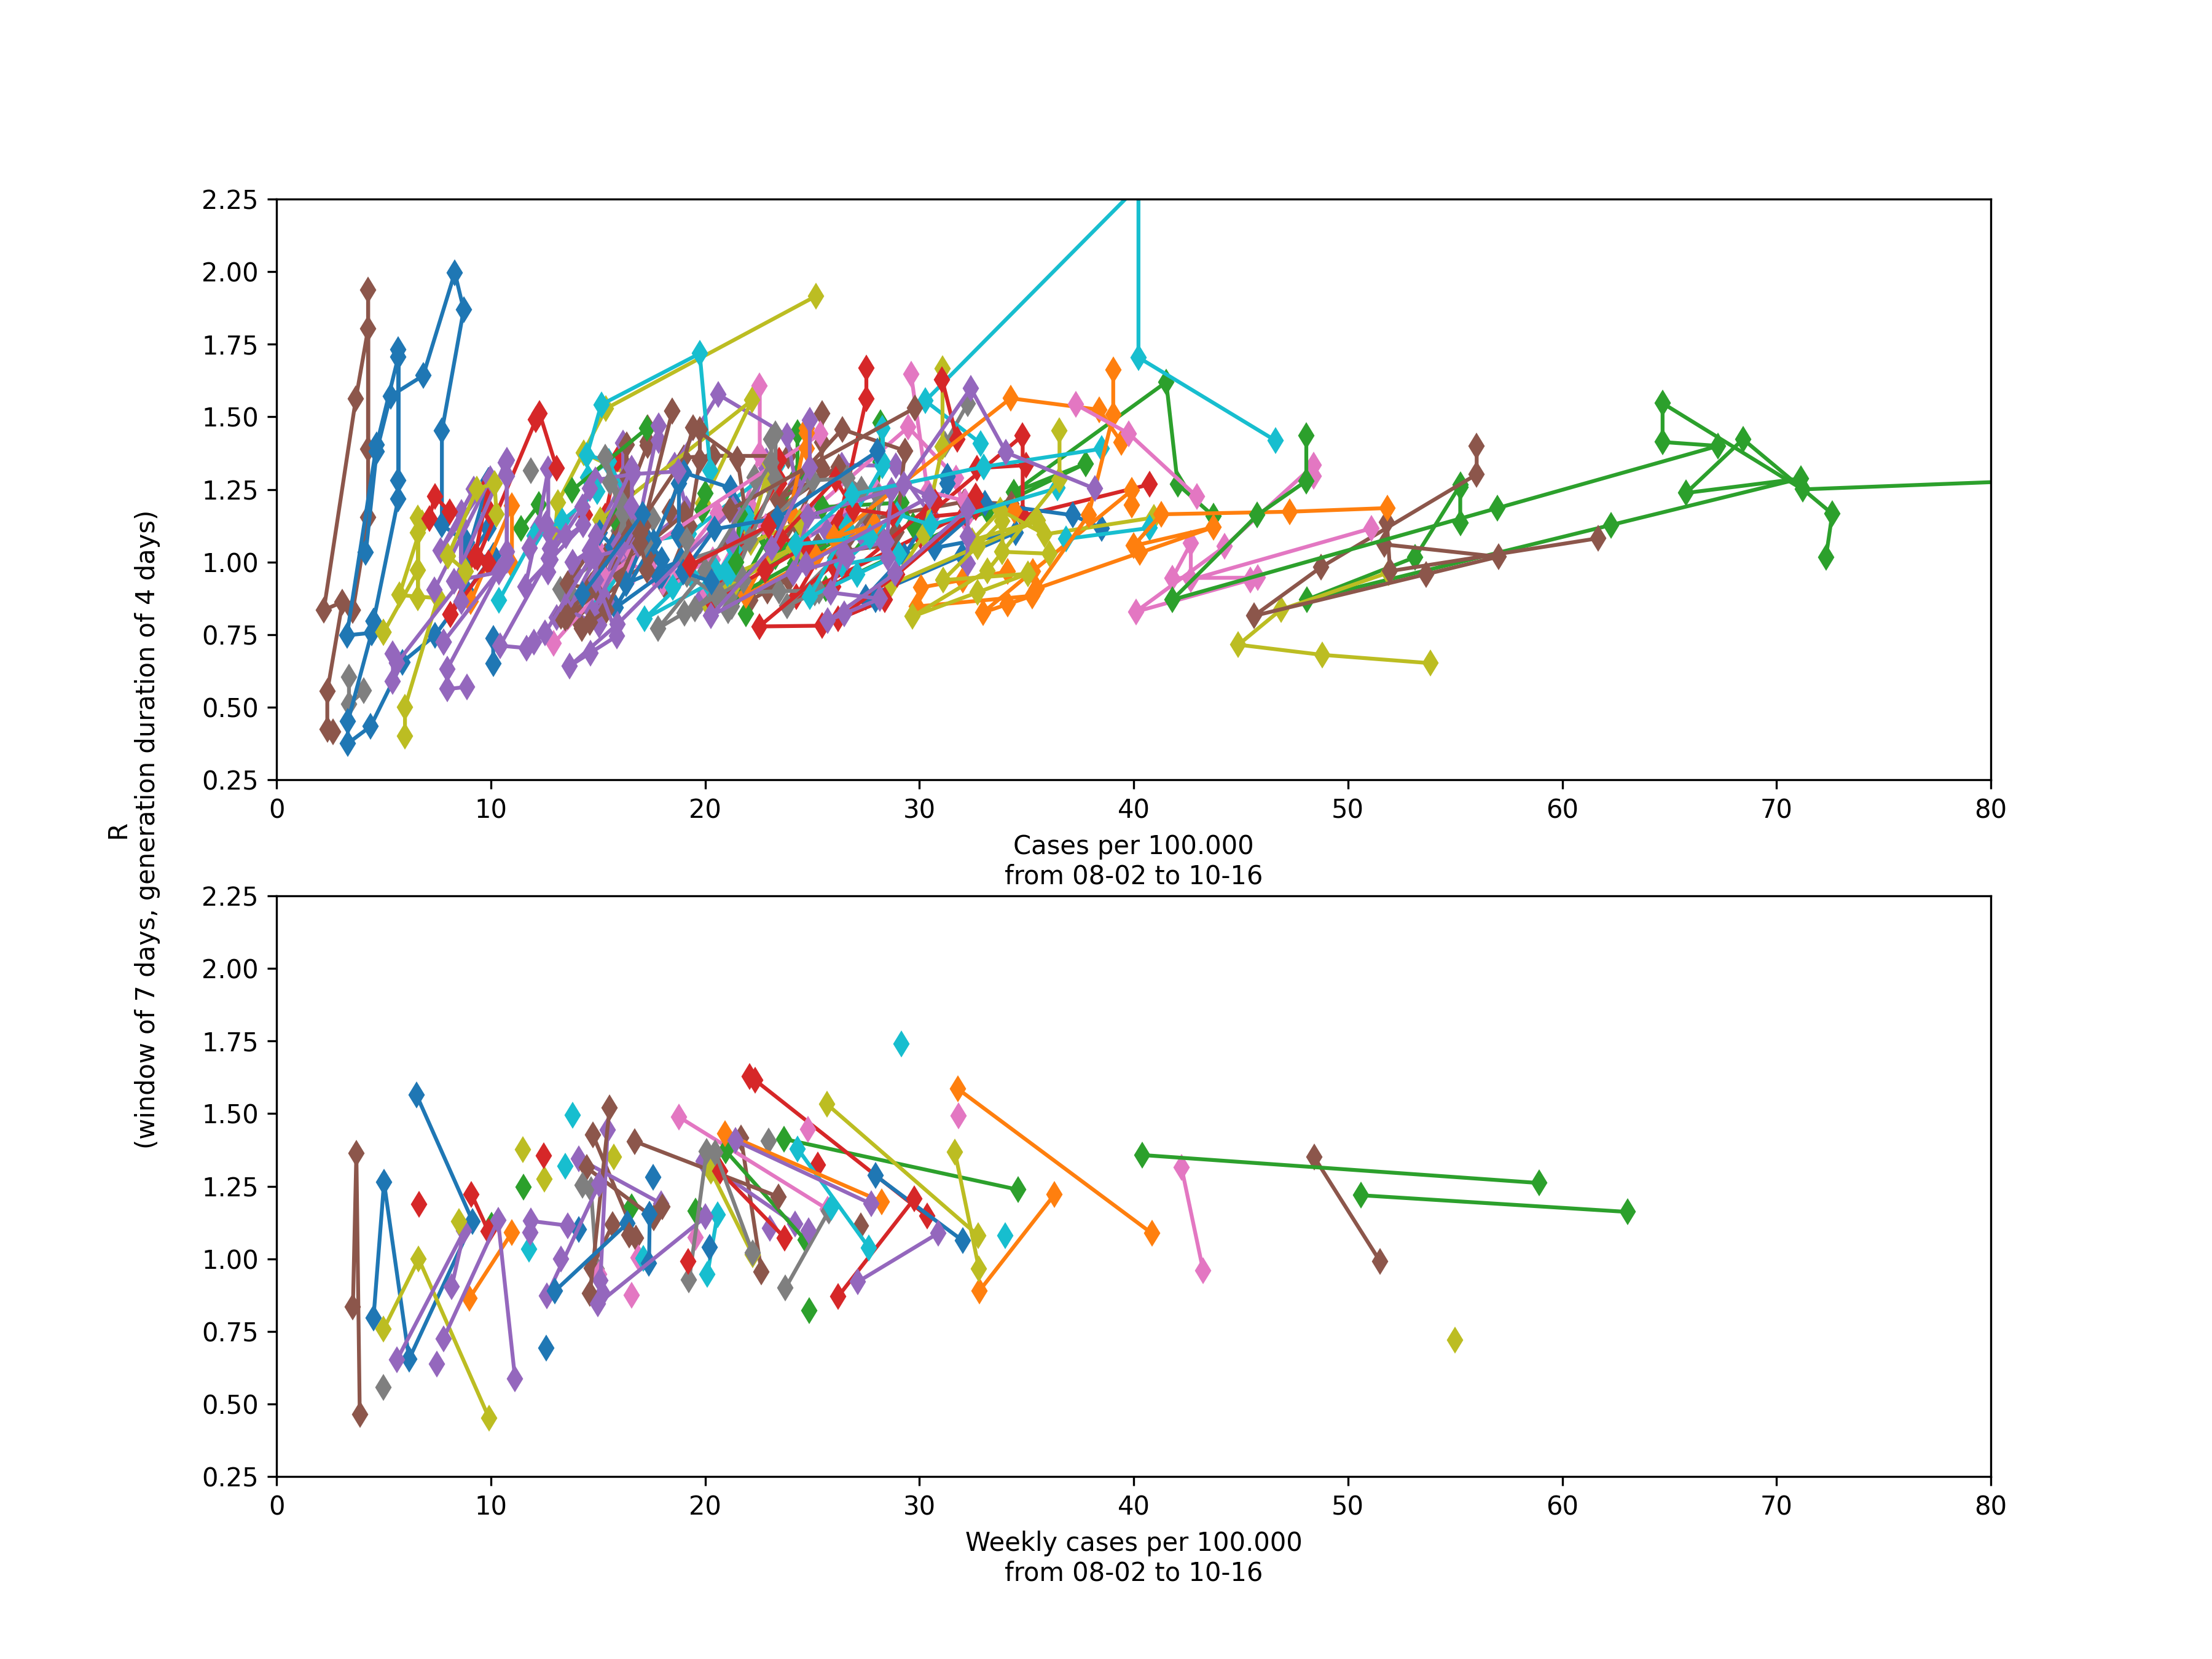 R
(window of 7 days, generation duration of 4 days)
2.25
2.00
1.75
1.50
1.25
1.00
0.75
0.50
0.25
0 10 20 30 40 50 60 70 80
Cases per 100.000
from 08-02 to 10-16
2.25
2.00
1.75
1.50
1.25
1.00
0.75
0.50
0.25
0 10 20 30 40 50 60 70 80
Weekly cases per 100.000
from 08-02 to 10-16